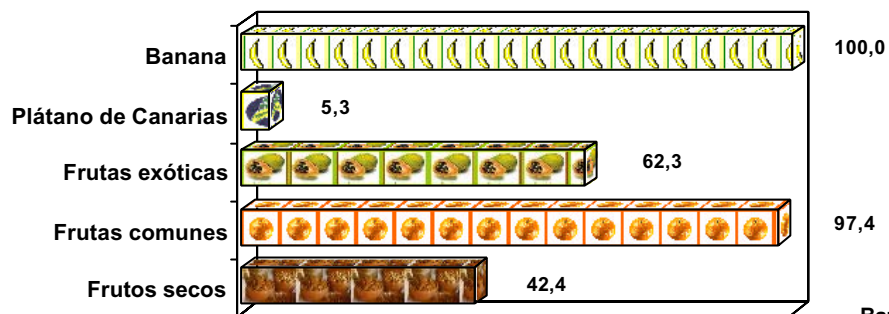 Banana 100,0
Plátano de Canarias 5,3
Frutas exóticas 62,3
Frutas comunes 97,4
Frutos secos 42,4